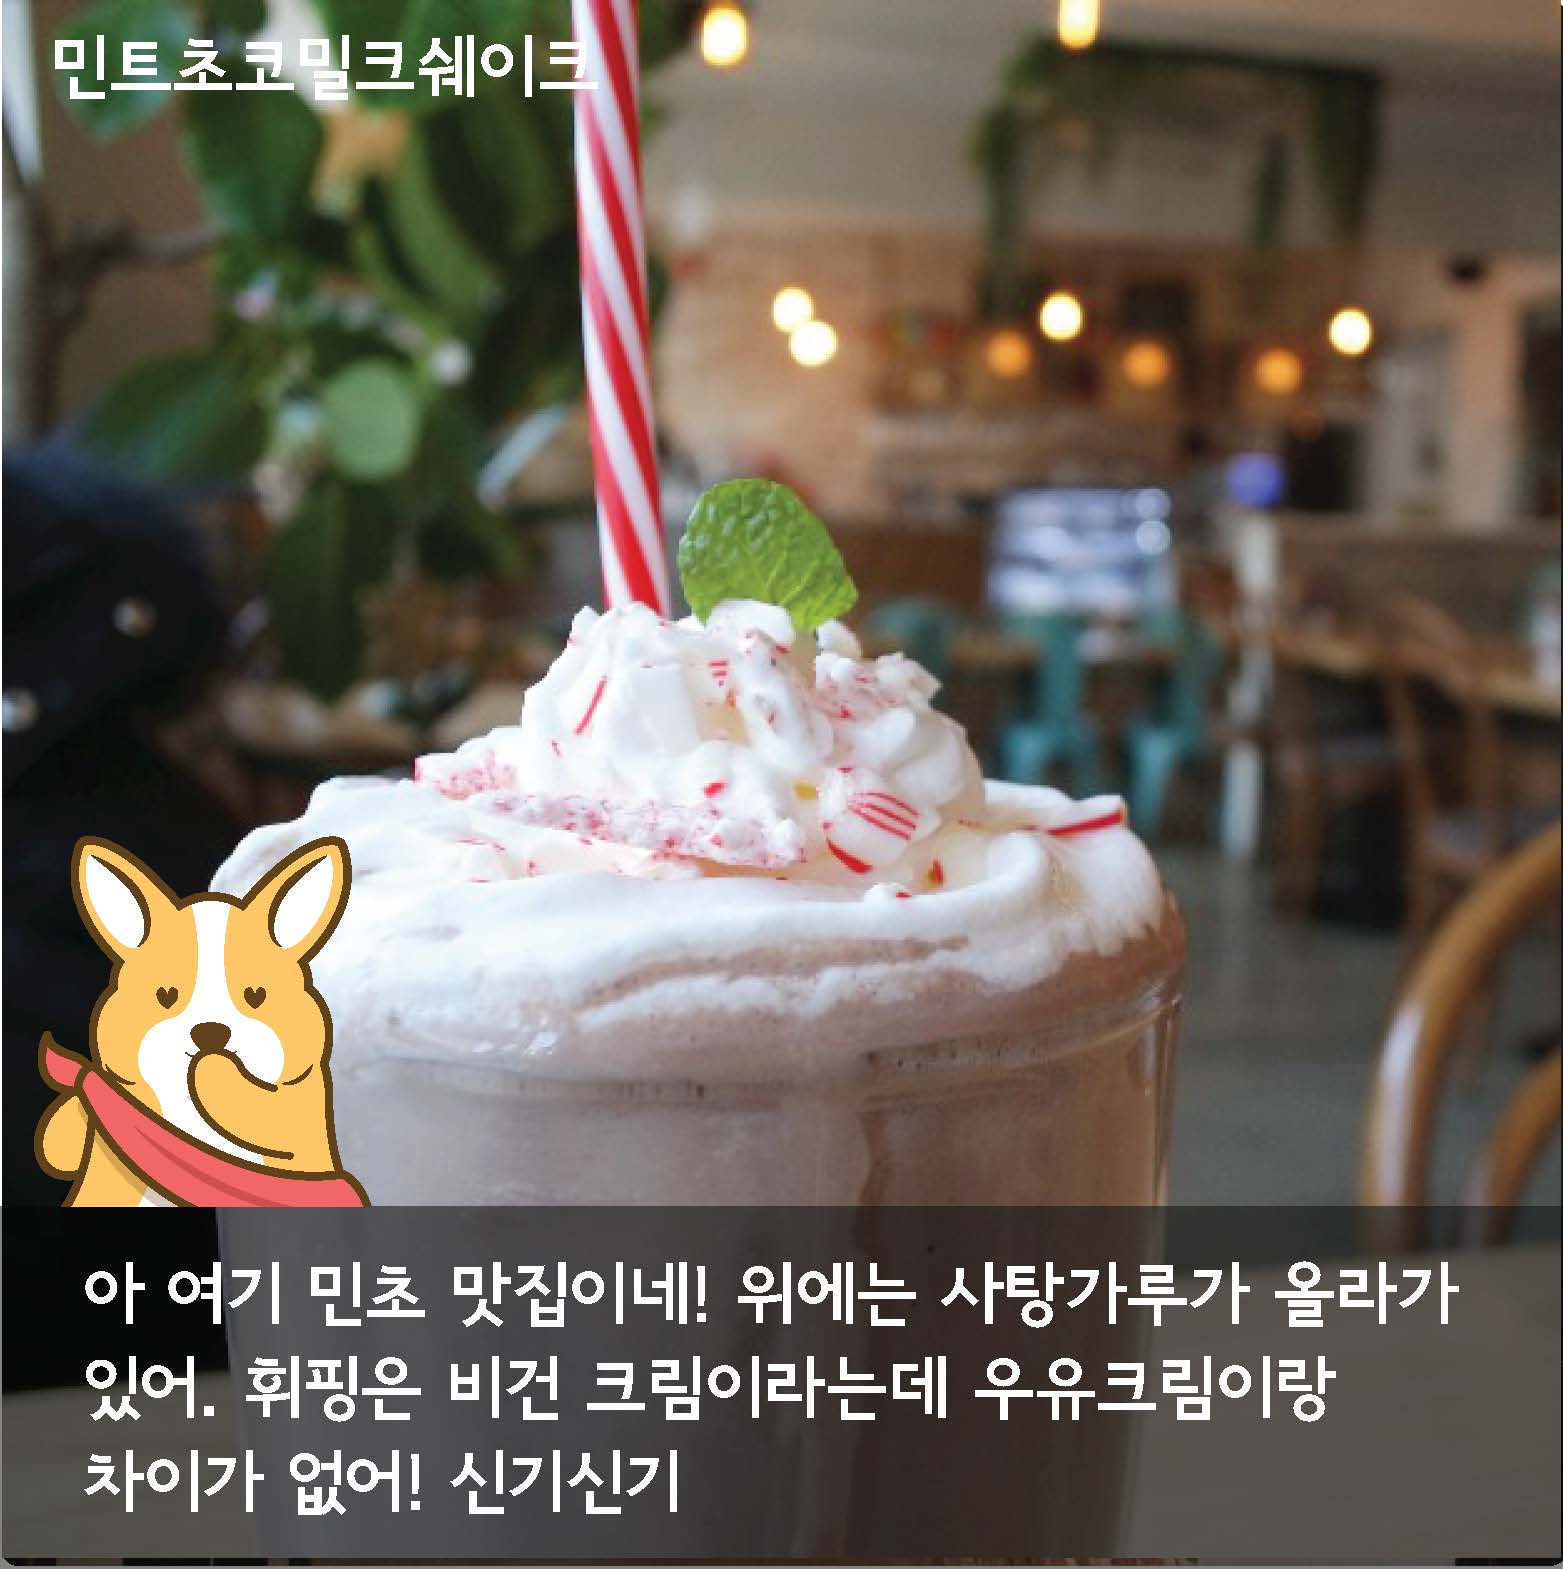 민트초코밀크쉐이크
아 여기 민초 맛집이네! 위에는 사탕가루가 올라가
있어. 휘핑은 비건 크림이라는데 우유크림이랑
차이가 없어! 신기신기